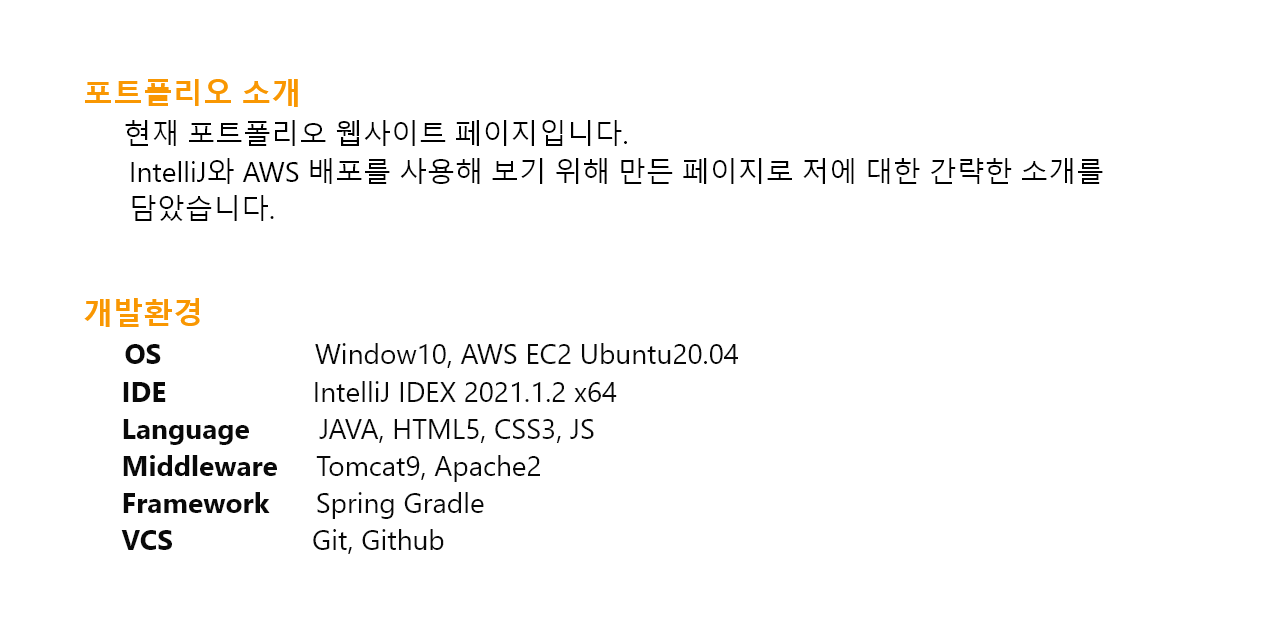 포트폴리오 소개
현재 포트폴리오 웹사이트 페이지입니다.
IntelliJ와 AWS 배포를 사용해 보기 위해 만든 페이지로 저에 대한 간략한 소개를
담았습니다.
개발환경
OS Window10, AWS EC2 Ubuntu20.04
IDE IntelliJ IDEX 2021.1.2 x64
Language JAVA, HTML5, CSS3, JS
Middleware Tomcat9, Apache2
Framework Spring Gradle
VCS Git, Github